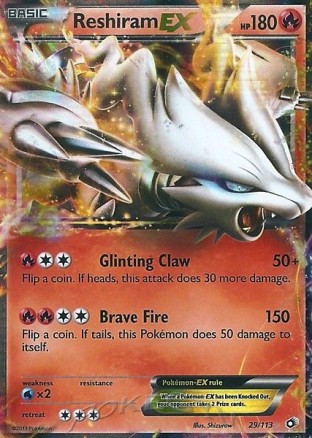 BASIC
Reshiram EX HP180
Glinting Claw 50+
Flip a coin. If heads, this attack does 30 more damage.
Brave Fire 150
Flip a coin. If tails, this Pokémon does 50 damage to
itself.
weakness resistance
×2
retreat
Pokémon-EX rule
When a Pokémon-EX has been Knocked Out,
your opponent takes 2 Prize cards.
©2013 Pokémon
Illus. Shizurow 29/113